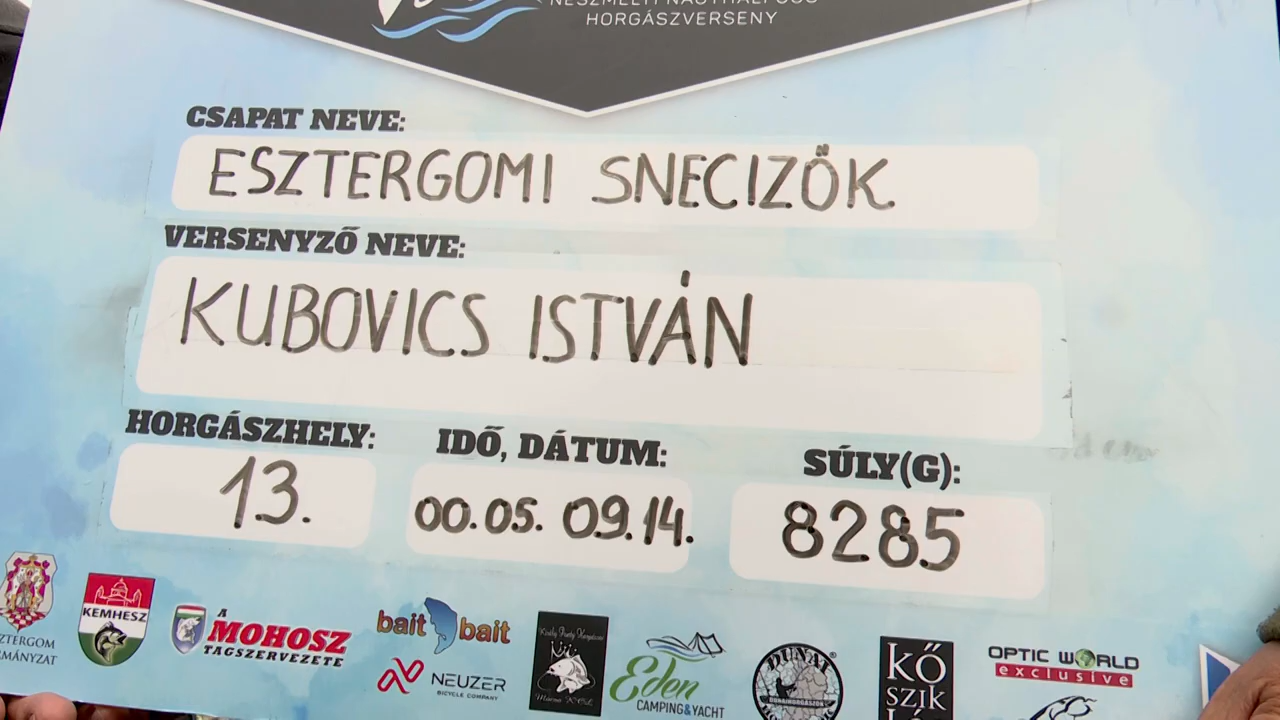 HORGÁSZVERSENY
CSAPAT NEVE:
ESZTERGOMI SNECIZŐK
VERSENYZŐ NEVE:
KUBOVICS ISTVÁN
HORGÁSZHELY:
13.
IDŐ, DÁTUM:
00.05. 09.14.
SÚLY(G):
8285
KEMHESZ
A
MOHOSZ
TAGSZERVEZETE
bait bait
NEUZER
BICYCLE COMPANY
Eden
CAMPING&YACHT
DUNAI
KŐ
SZIK
OPTIC WORLD
exclusive